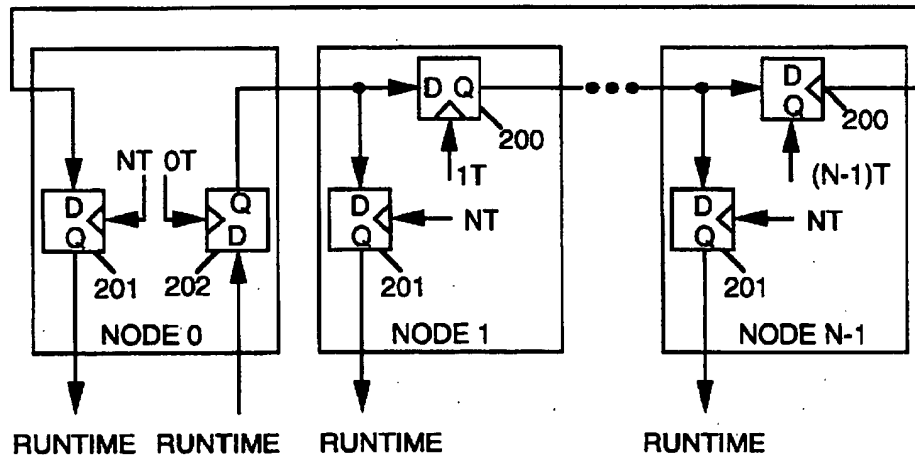 D Q
D
Q
200
200
NT 0T
1T
(N-1)T
D
Q
Q
D
D
Q
NT
D
Q
NT
201
202
201
201
NODE 0
NODE 1
NODE N-1
RUNTIME
RUNTIME
RUNTIME
RUNTIME